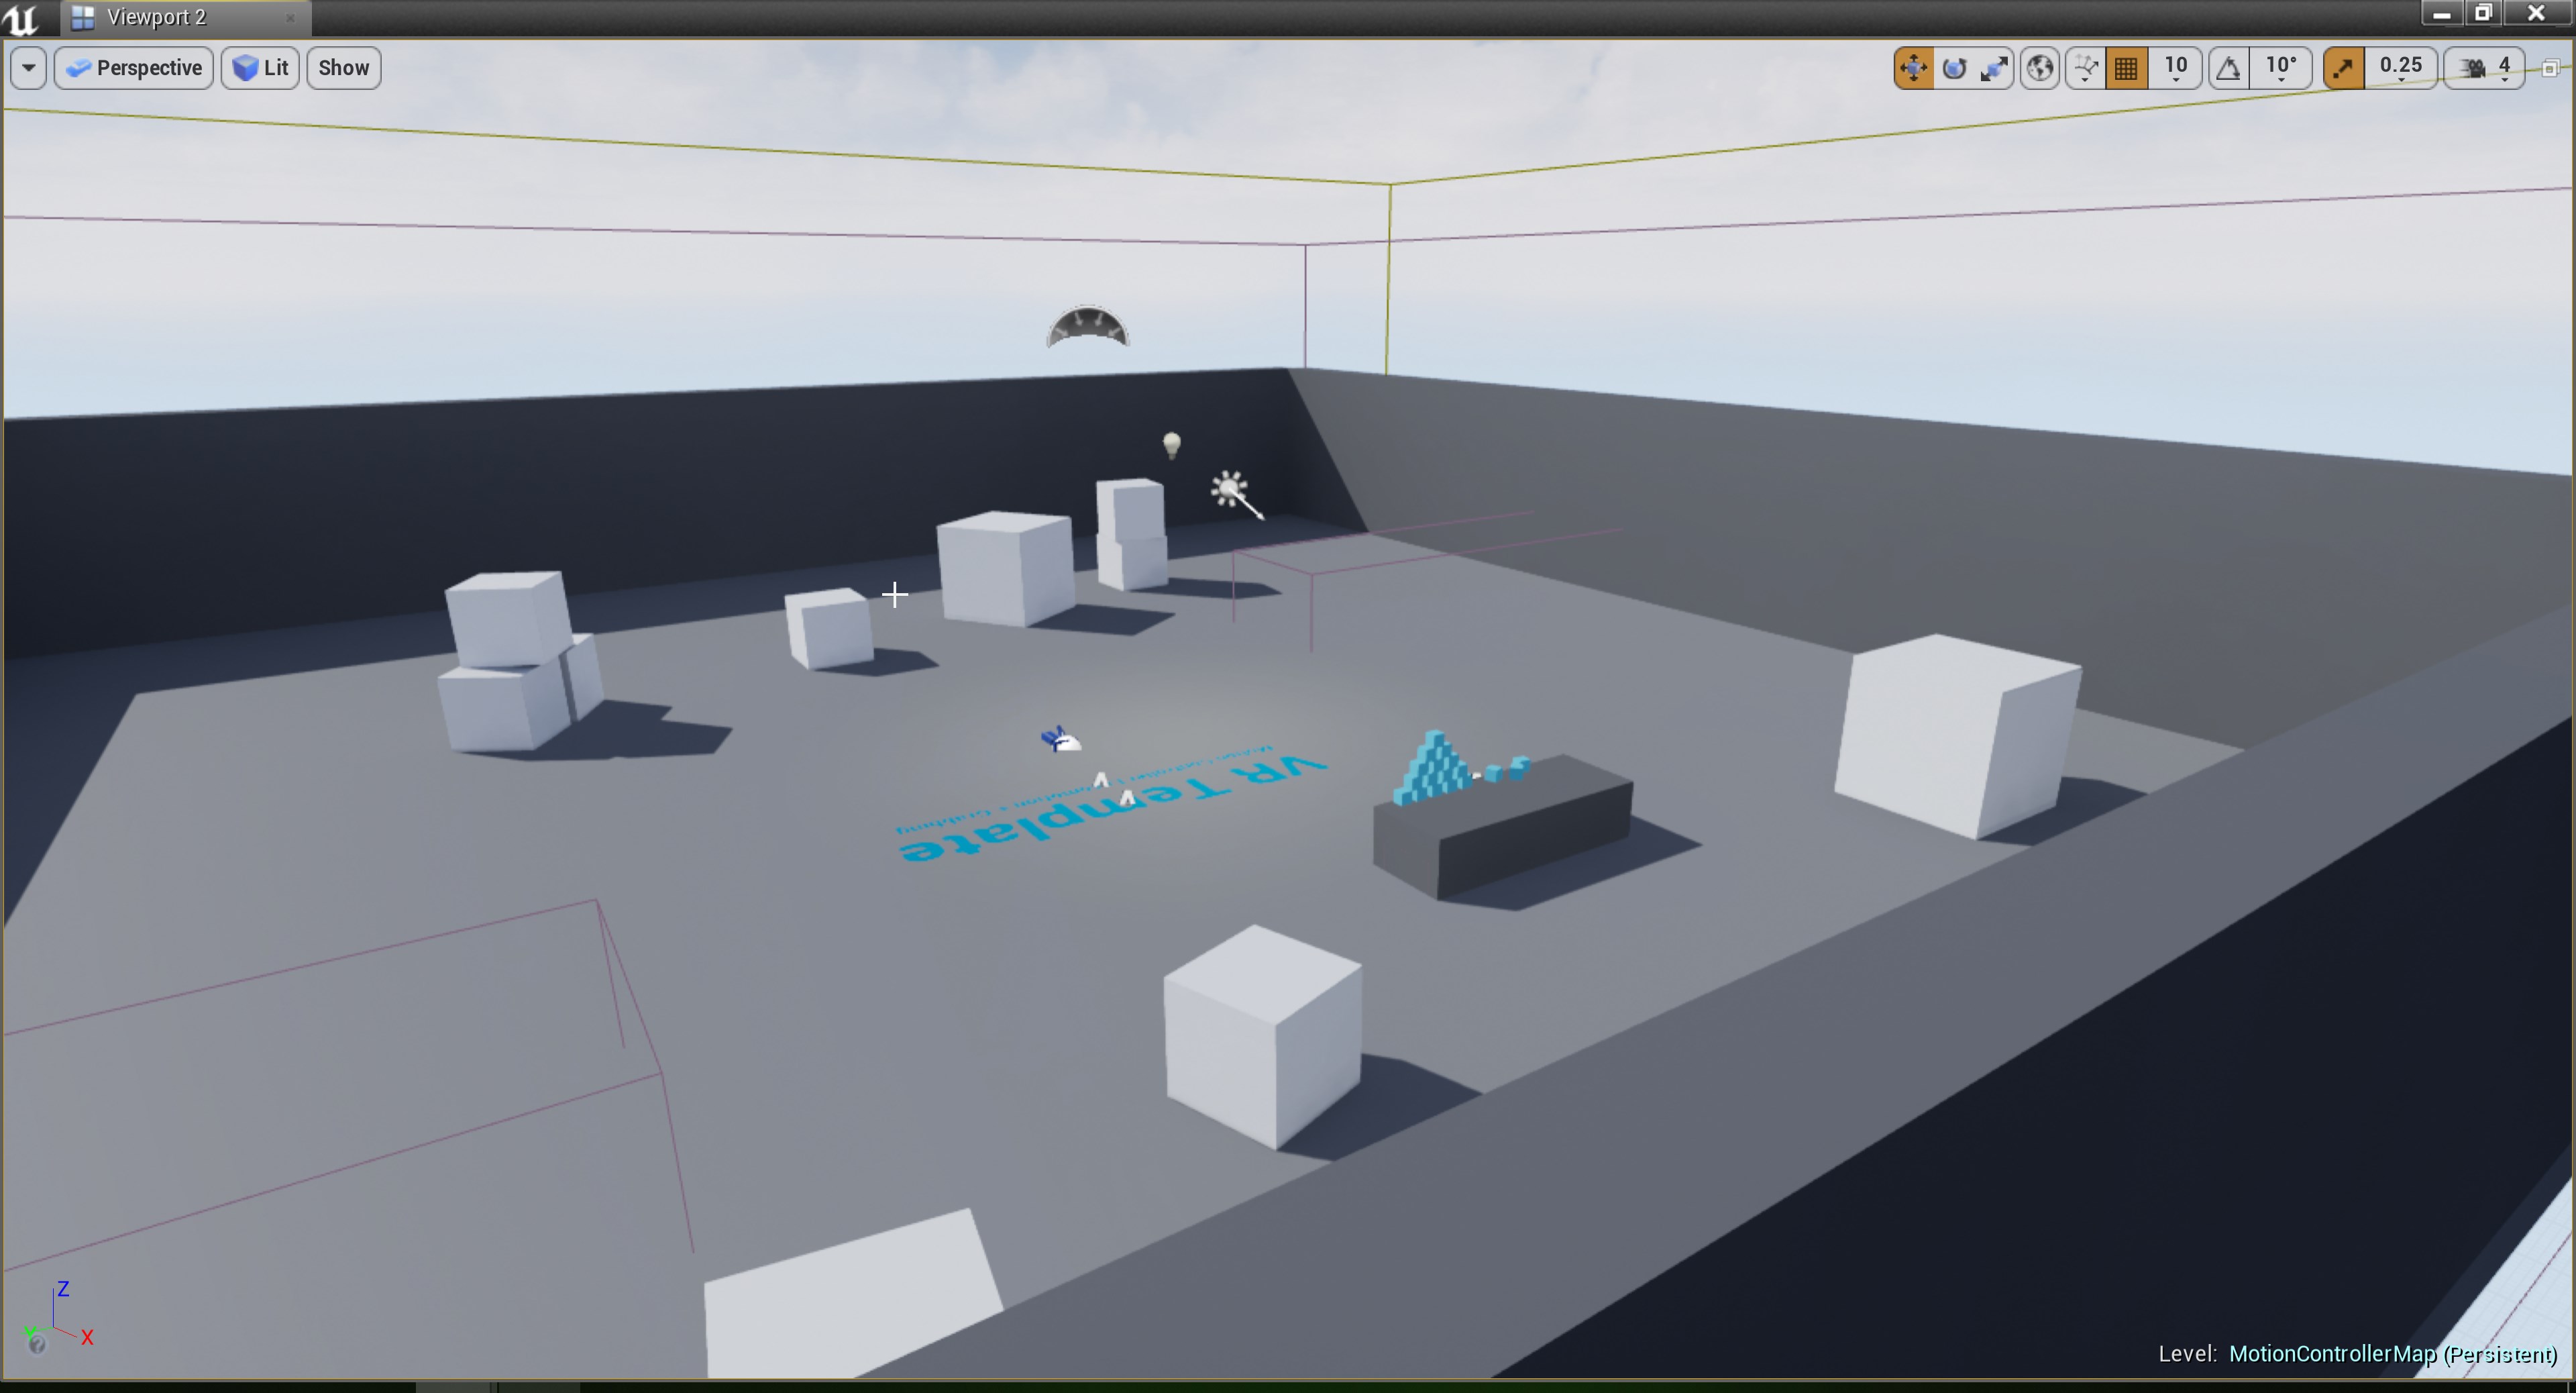 Viewport 2
Perspective
Lit
Show
10
10°
0.25
4
VR Template
Z
X
Level: MotionControllerMap (Persistent)